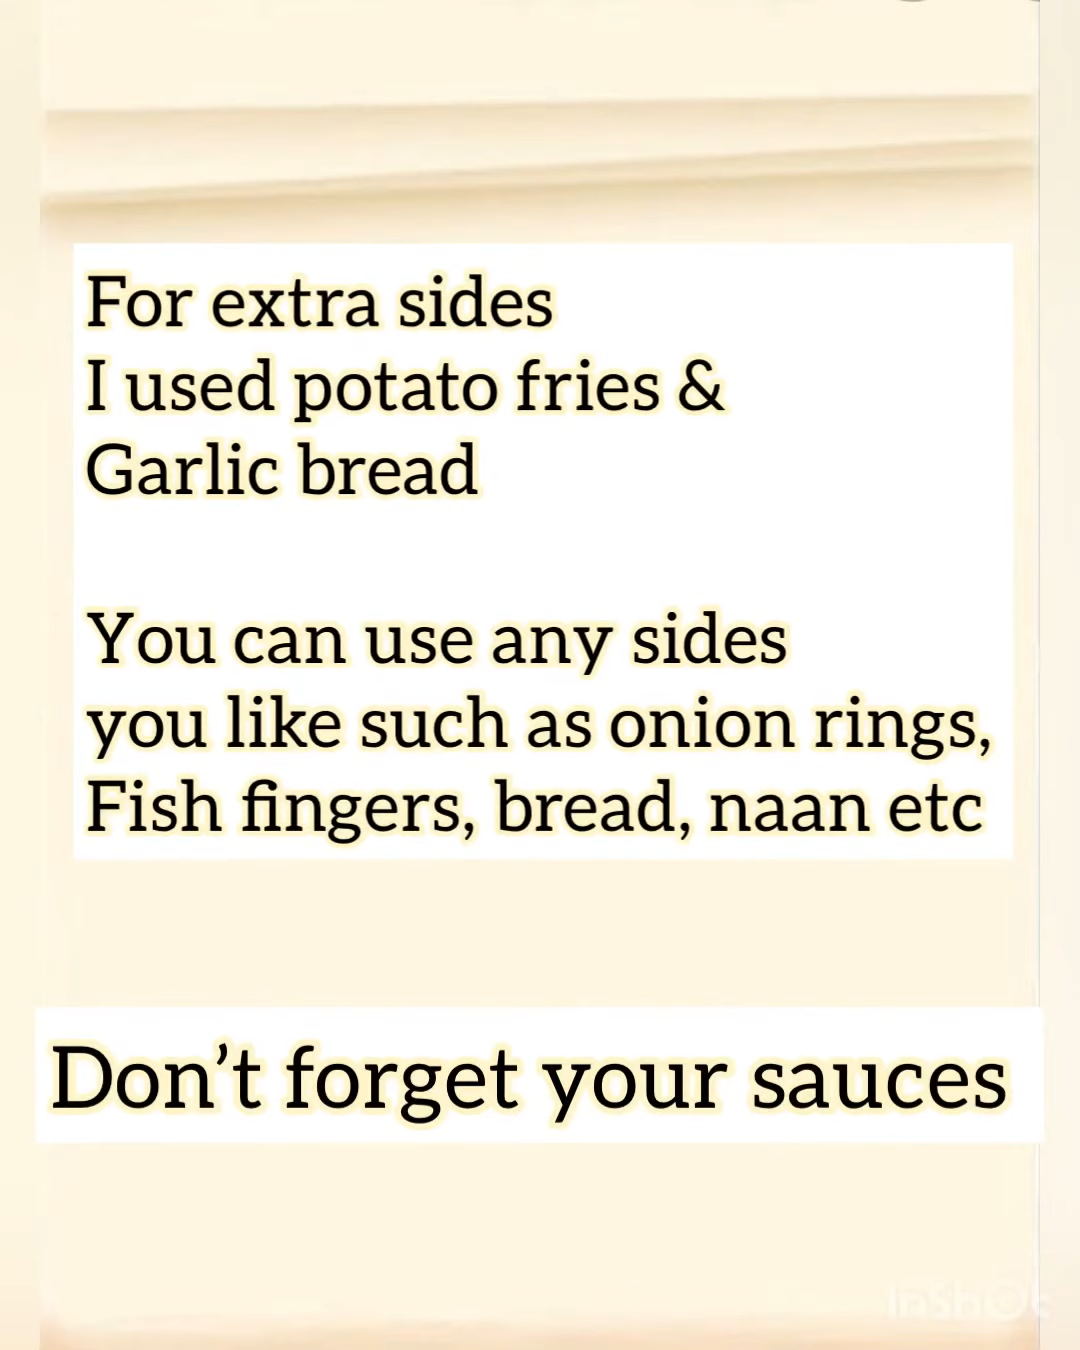 For extra sides
I used potato fries &
Garlic bread
You can use any sides
you like such as onion rings,
Fish fingers, bread, naan etc
Don’t forget your sauces
InShot